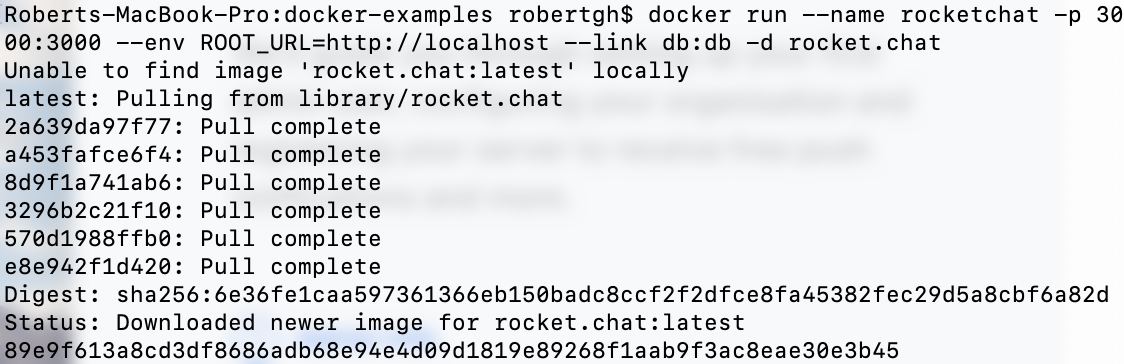 Roberts-MacBook-Pro:docker-examples robertgh$ docker run --name rocketchat -p 30
00:3000 --env ROOT_URL=http://localhost --link db:db -d rocket.chat
Unable to find image 'rocket.chat:latest' locally
latest: Pulling from library/rocket.chat
2a639da97f77: Pull complete
a453fafce6f4: Pull complete
8d9f1a741ab6: Pull complete
3296b2c21f10: Pull complete
570d1988ffb0: Pull complete
e8e942f1d420: Pull complete
Digest: sha256:6e36fe1caa597361366eb150badc8ccf2f2dfce8fa45382fec29d5a8cbf6a82d
Status: Downloaded newer image for rocket.chat:latest
89e9f613a8cd3df8686adb68e94e4d09d1819e89268f1aab9f3ac8eae30e3b45